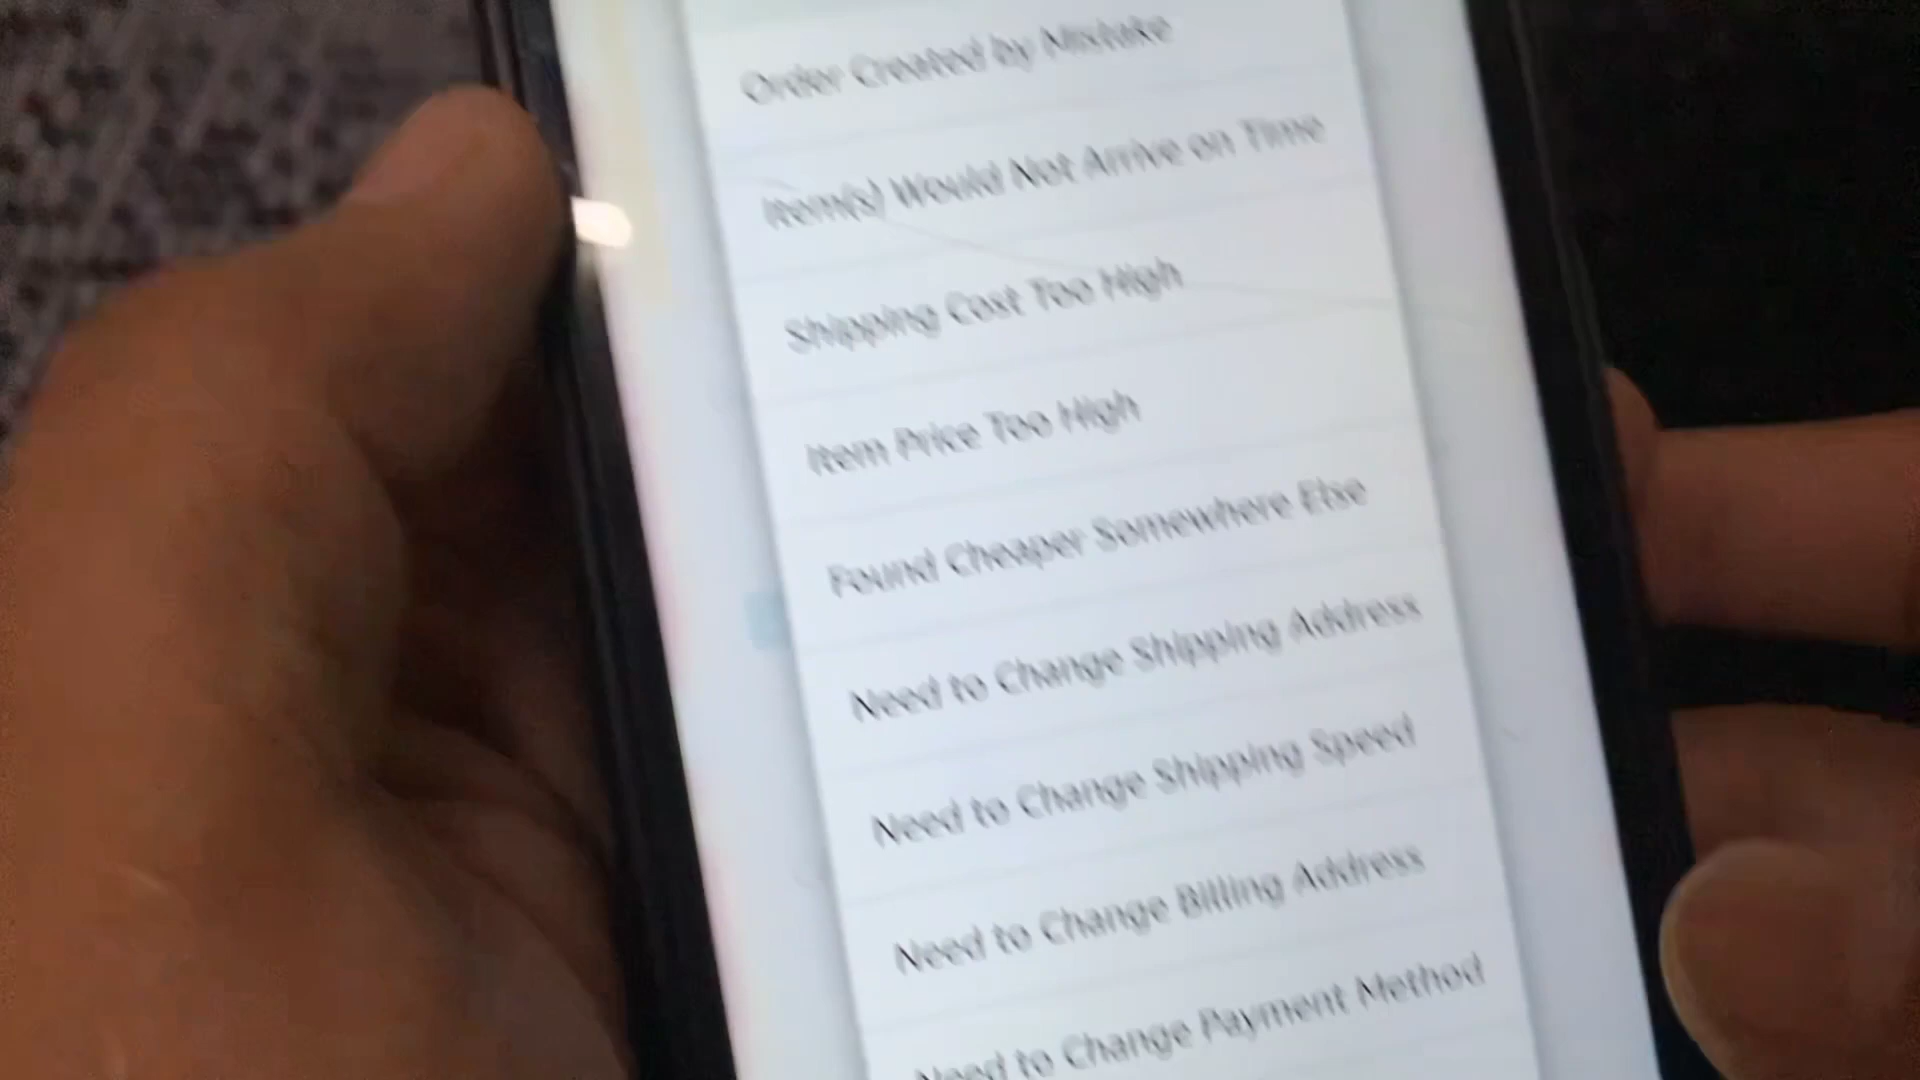 Order Created by Mistake
Item(s) Would Not Arrive on Time
Shipping Cost Too High
Item Price Too High
Found Cheaper Somewhere Else
Need to Change Shipping Address
Need to Change Shipping Speed
Need to Change Billing Address
Need to Change Payment Method